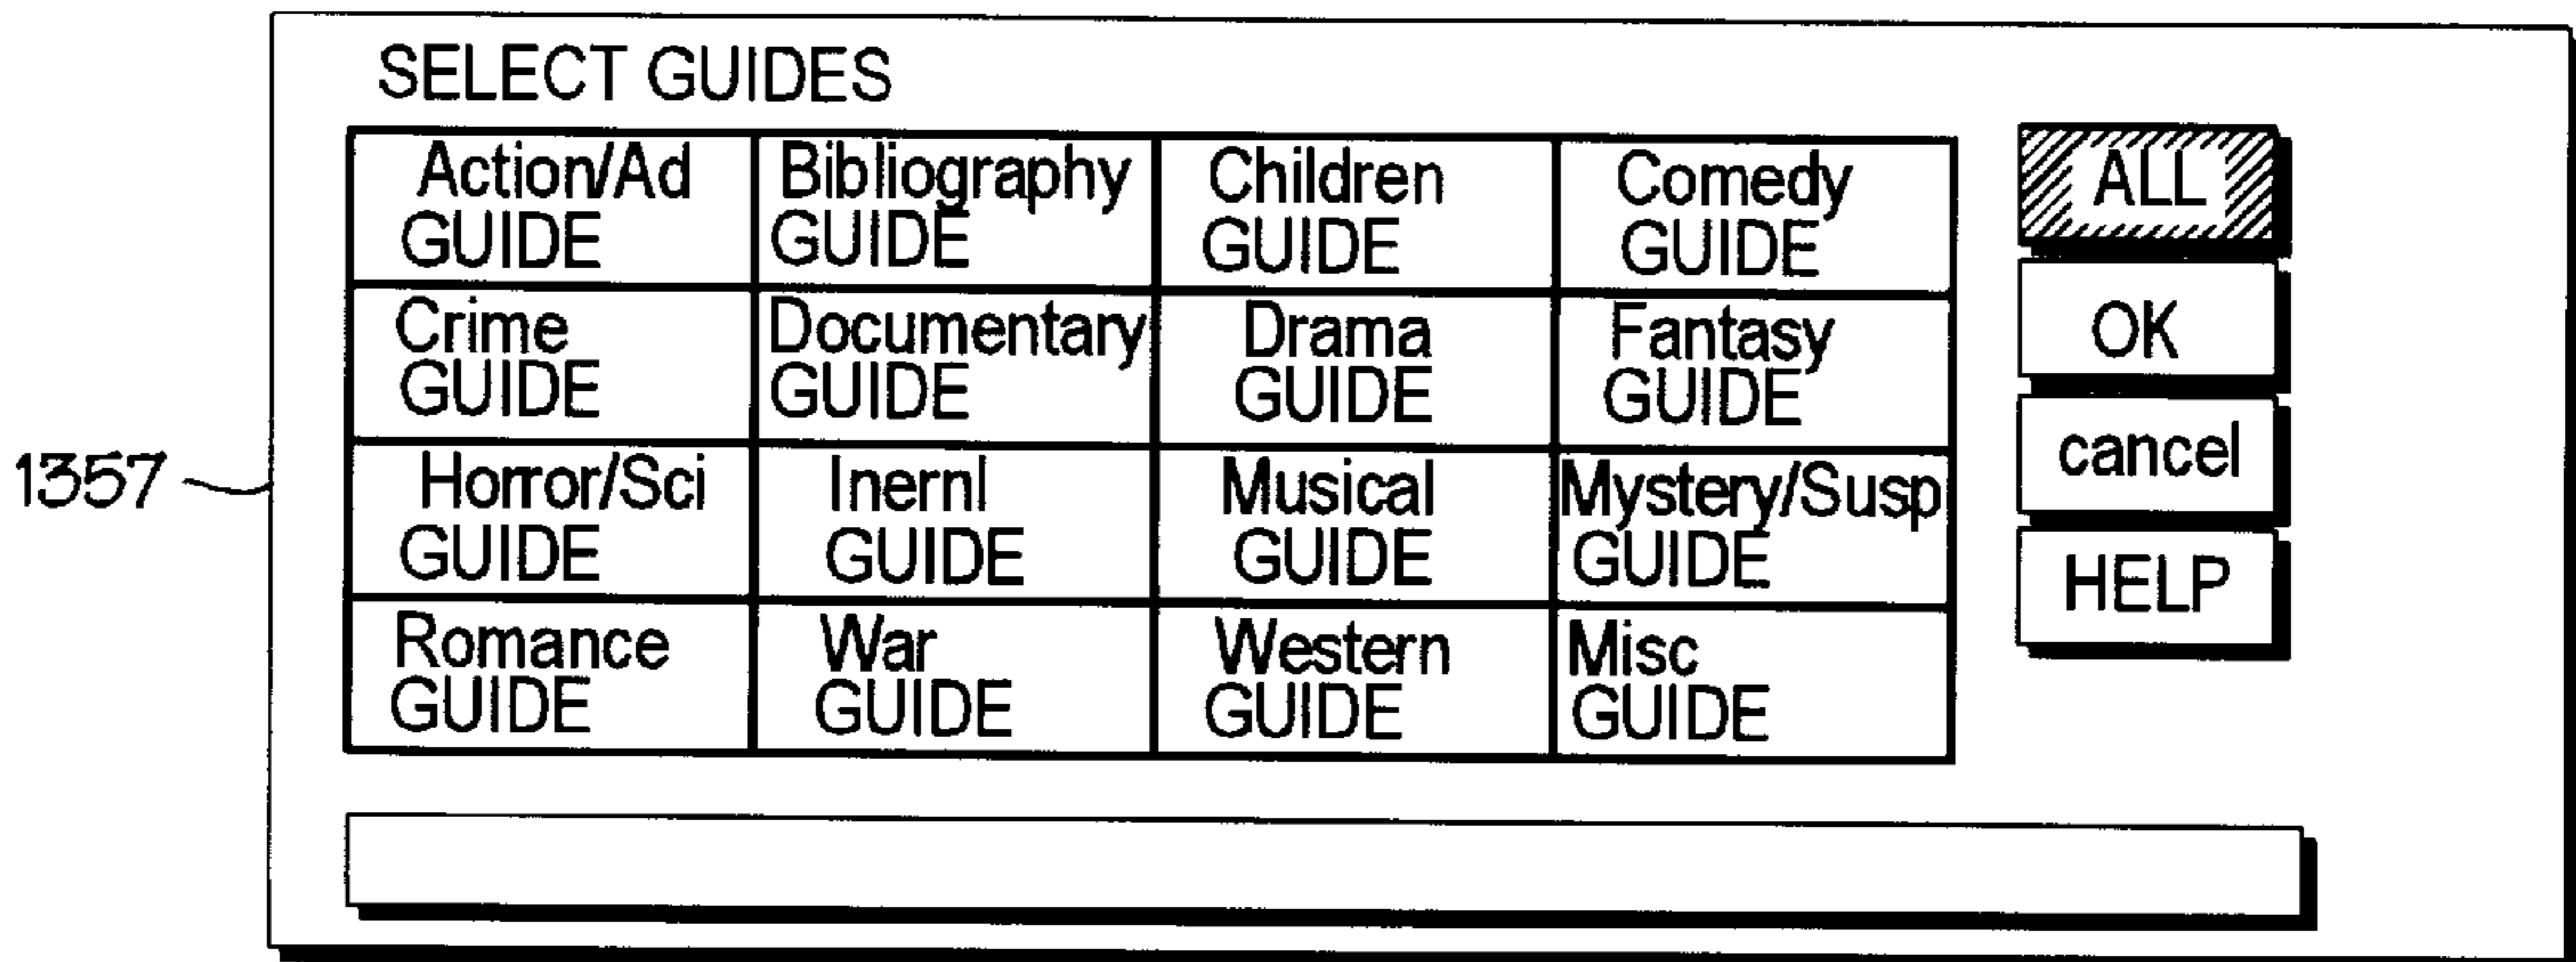 SELECT GUIDES
Action/Ad GUIDE
Bibliography GUIDE
Children GUIDE
Comedy GUIDE
Crime GUIDE
Documentary GUIDE
Drama GUIDE
Fantasy GUIDE
Horror/Sci GUIDE
Inernl GUIDE
Musical GUIDE
Mystery/Susp GUIDE
Romance GUIDE
War GUIDE
Western GUIDE
Misc GUIDE
ALL
OK
cancel
HELP
1357